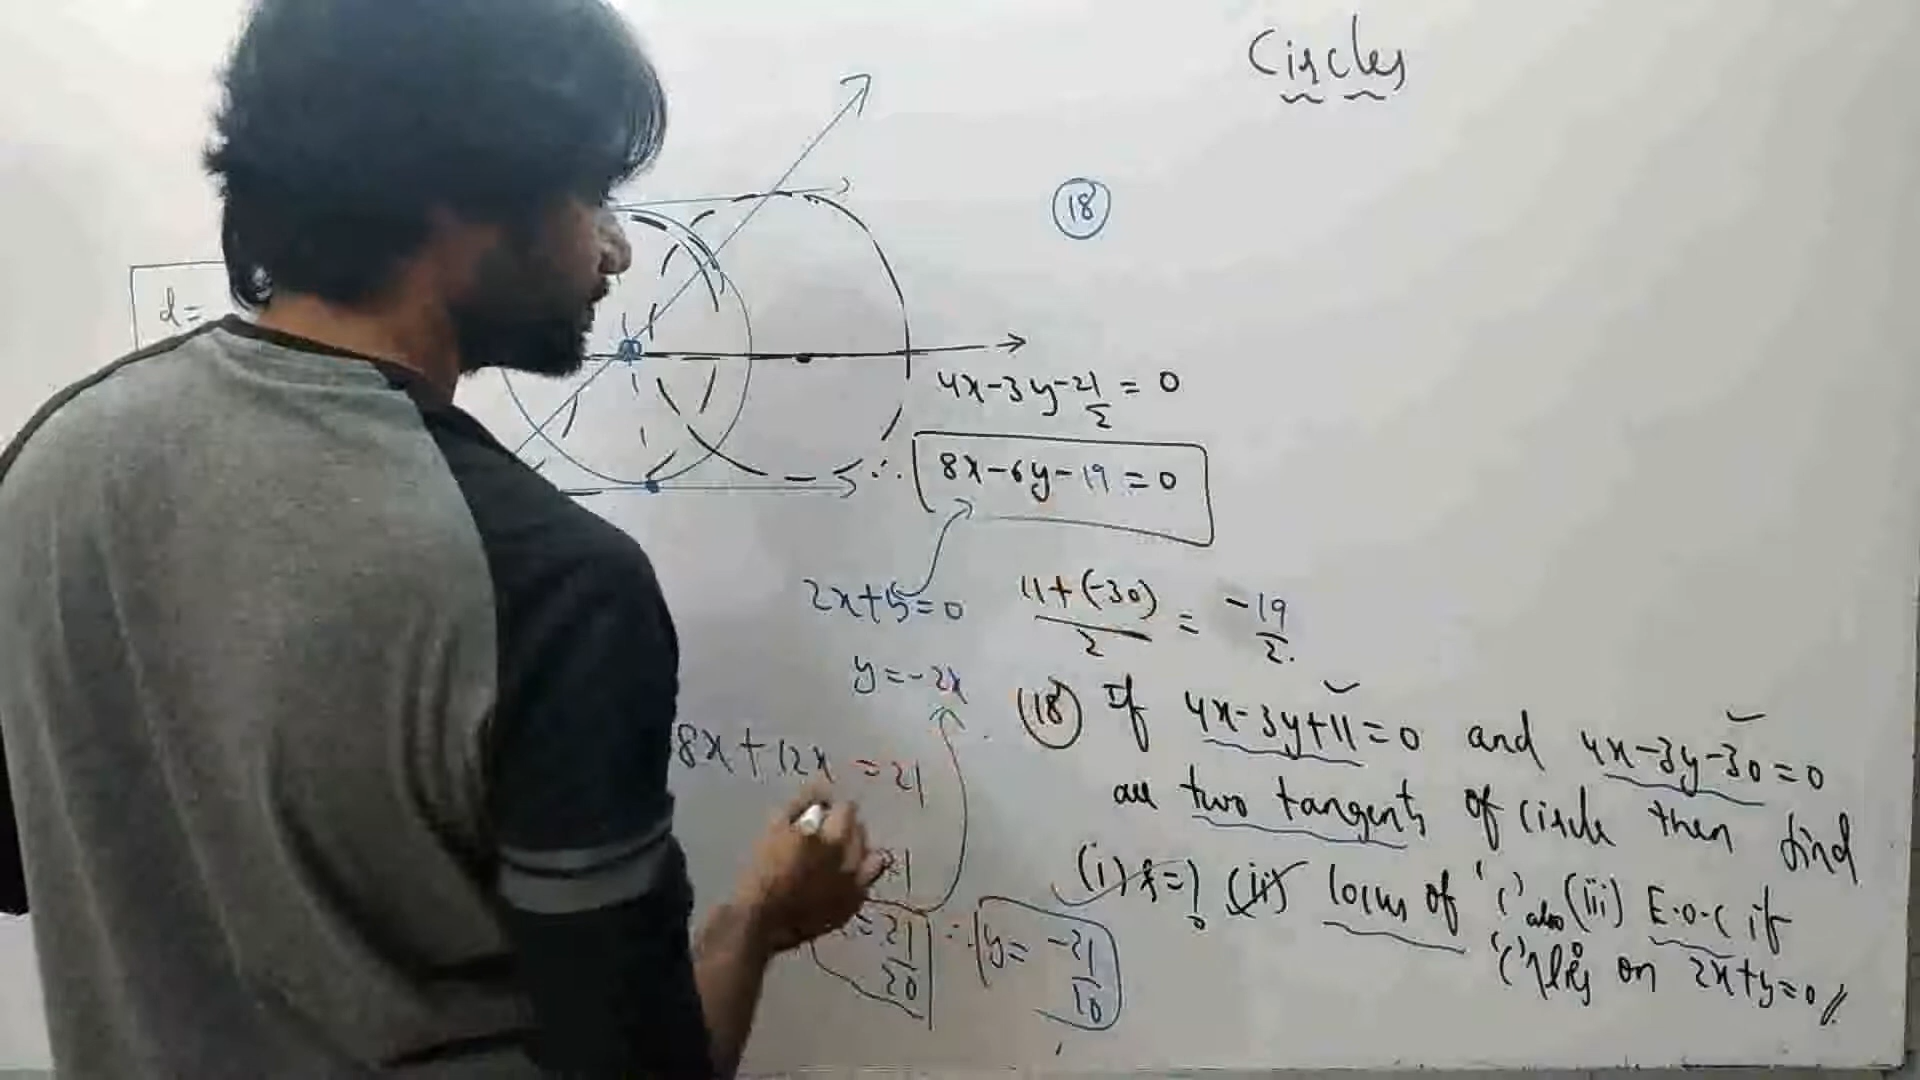 Circles
18
d=
4x-3y-21/2 = 0
∴ 8x-6y-19=0
2x+y=0
11+(-30)/2 = -19/2.
y=-2x
8x+12x=21
=21/20
∴ y= -21/10
(18) If 4x-3y+11=0 and 4x-3y-30=0
are two tangents of circle then find
(i) r=? (ii) locus of 'c' also (iii) E.O.C if
'c' lies on 2x+y=0 //